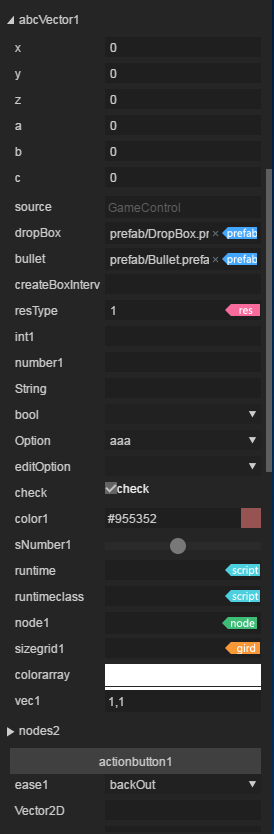 abcVector1
x 0
y 0
z 0
a 0
b 0
c 0
source GameControl
dropBox prefab/DropBox.pr × prefab
bullet prefab/Bullet.prefa × prefab
createBoxInterv
resType 1 res
int1
number1
String
bool
Option aaa
editOption
check check
color1 #955352
sNumber1
runtime script
runtimeclass script
node1 node
sizegrid1 gird
colorarray
vec1 1,1
nodes2
actionbutton1
ease1 backOut
Vector2D